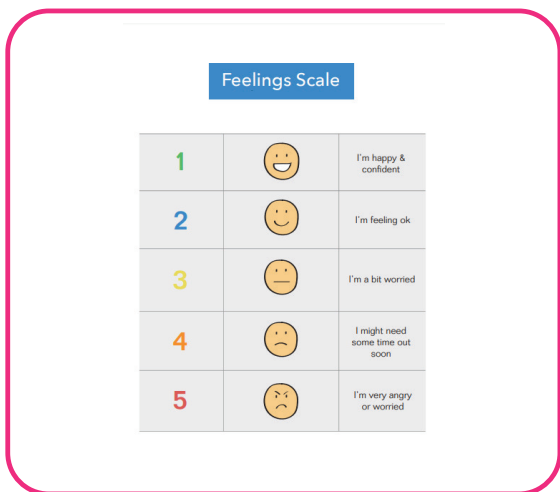 Feelings Scale
1
I'm happy &
confident
2
I'm feeling ok
3
I'm a bit worried
4
I might need
some time out
soon
5
I'm very angry
or worried